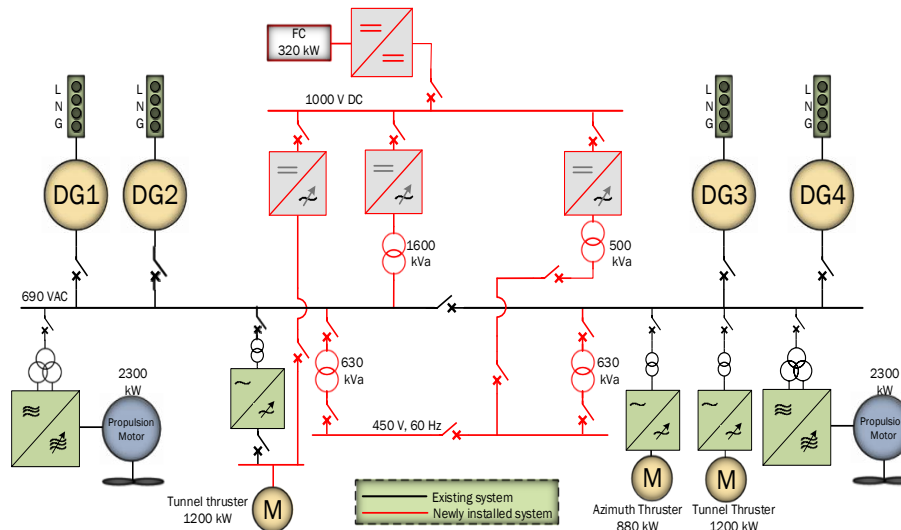 FC
320 kW
1000 V DC
L
N
G
L
N
G
L
N
G
L
N
G
DG1
DG2
DG3
DG4
1600
kVa
500
kVa
690 VAC
2300
kW
630
kVa
630
kVa
2300
kW
Propulsion
Motor
450 V, 60 Hz
Propulsion
Motor
M
M
M
Tunnel thruster
1200 kW
Existing system
Newly installed system
Azimuth Thruster
880 kW
Tunnel Thruster
1200 kW